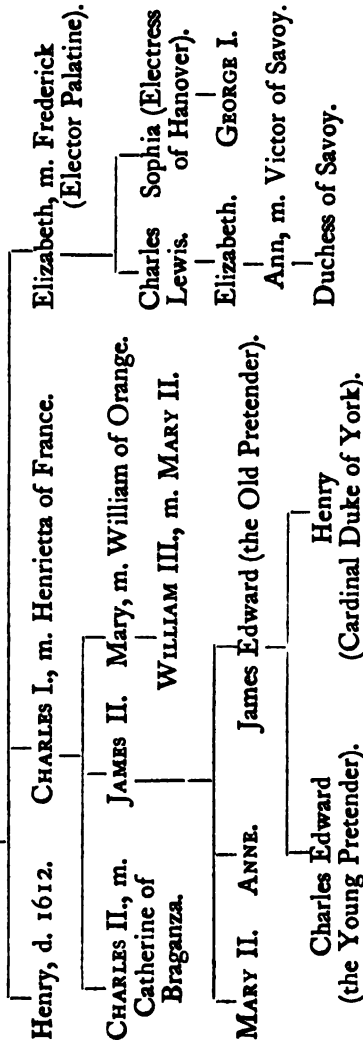 Henry, d. 1612. CHARLES I., m. Henrietta of France. Elizabeth, m. Frederick
(Elector Palatine).
CHARLES II., m. JAMES II. Mary, m. William of Orange. Charles Sophia (Electress
Catherine of Lewis. of Hanover).
Braganza. WILLIAM III., m. MARY II. Elizabeth. GEORGE I.
MARY II. ANNE. James Edward (the Old Pretender). Ann, m. Victor of Savoy.
Duchess of Savoy.
Charles Edward Henry
(the Young Pretender). (Cardinal Duke of York).